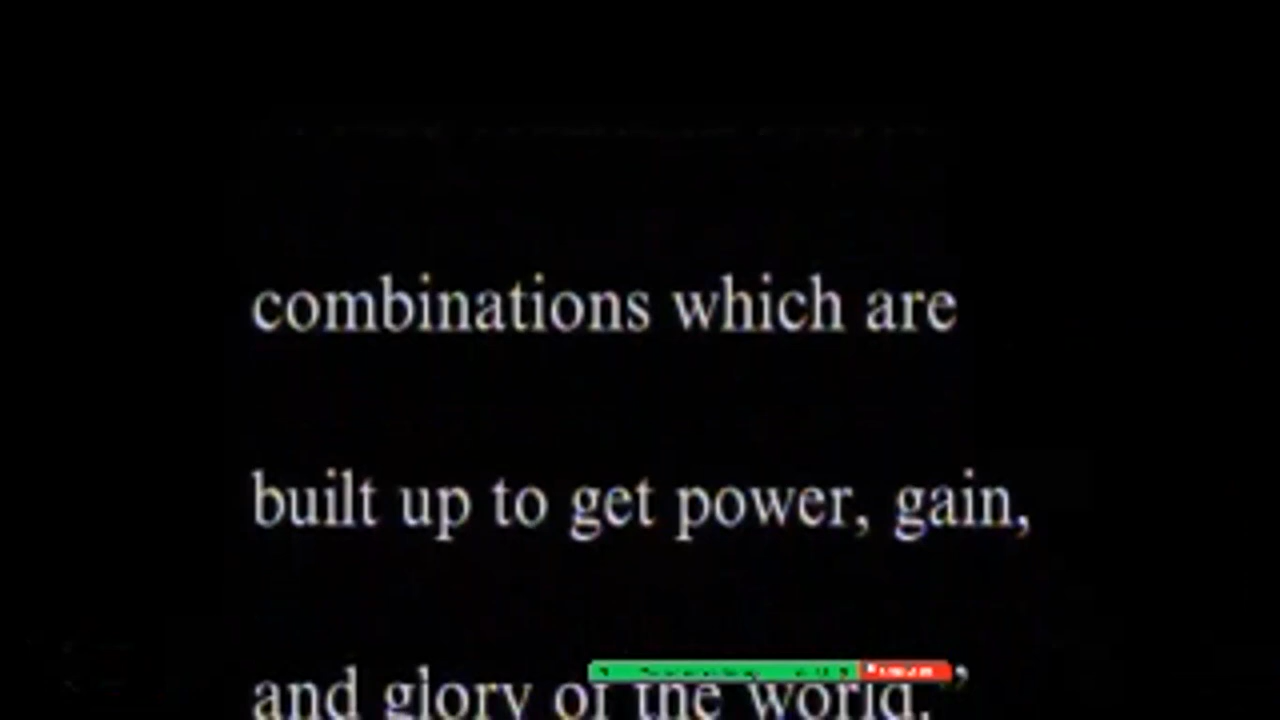 combinations which are
built up to get power, gain,
and glory of the world.”